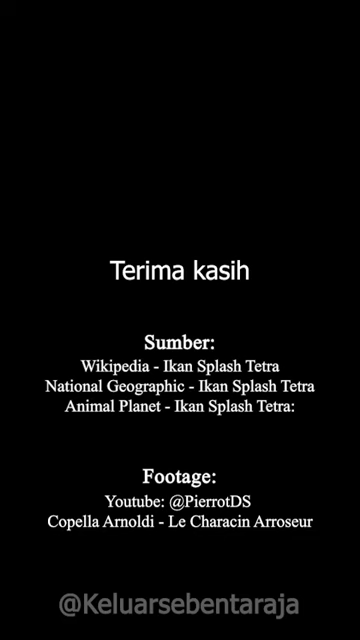 Terima kasih
Sumber:
Wikipedia - Ikan Splash Tetra
National Geographic - Ikan Splash Tetra
Animal Planet - Ikan Splash Tetra:
Footage:
Youtube: @PierrotDS
Copella Arnoldi - Le Characin Arroseur
@Keluarsebentaraja